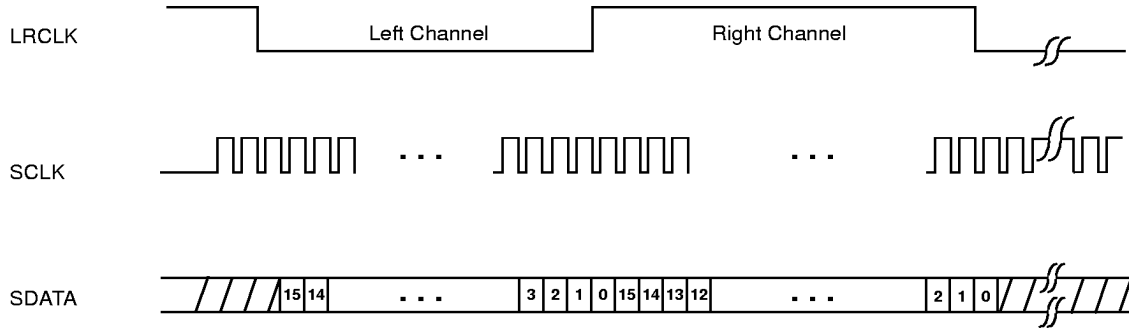 LRCLK Left Channel Right Channel
SCLK ... ...
SDATA 15 14 ... 3 2 1 0 15 14 13 12 ... 2 1 0